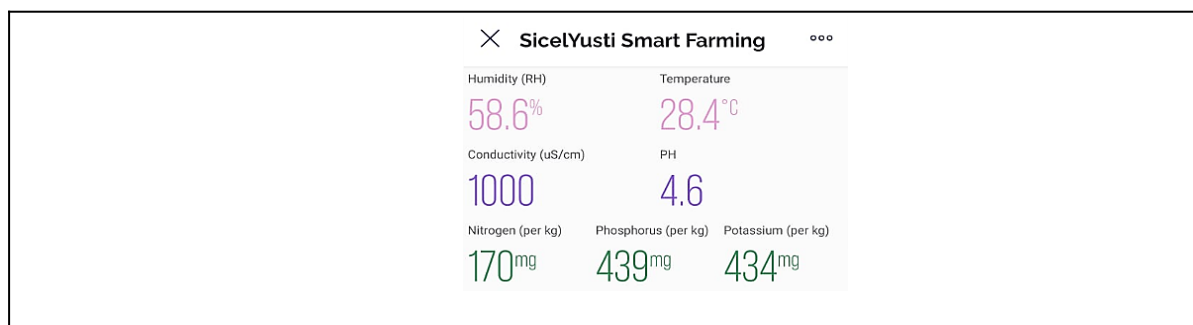 SicelYusti Smart Farming
Humidity (RH) Temperature
58.6% 28.4°C
Conductivity (uS/cm) PH
1000 4.6
Nitrogen (per kg) Phosphorus (per kg) Potassium (per kg)
170mg 439mg 434mg